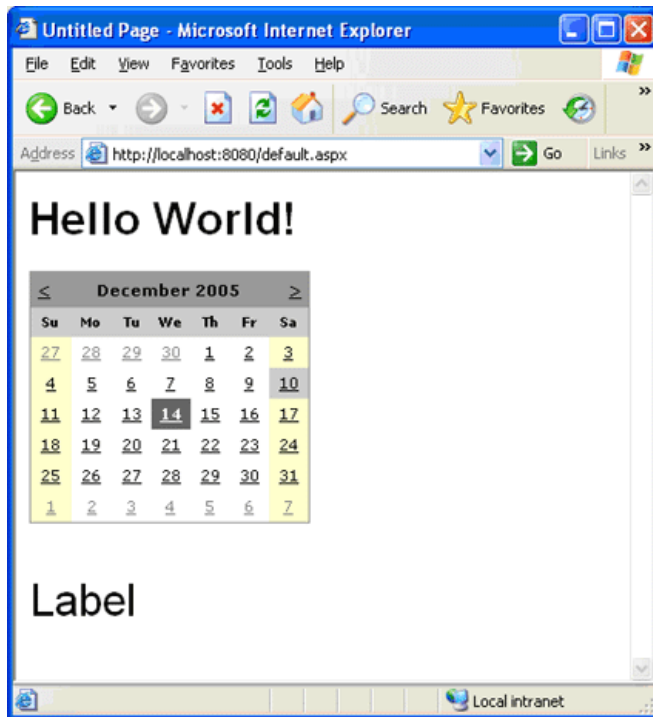 Untitled Page - Microsoft Internet Explorer
File Edit View Favorites Tools Help
Back Search Favorites »
Address http://localhost:8080/default.aspx Go Links »
Hello World!
< December 2005 >
Su Mo Tu We Th Fr Sa
27 28 29 30 1 2 3
4 5 6 7 8 9 10
11 12 13 14 15 16 17
18 19 20 21 22 23 24
25 26 27 28 29 30 31
1 2 3 4 5 6 7
Label
Local intranet